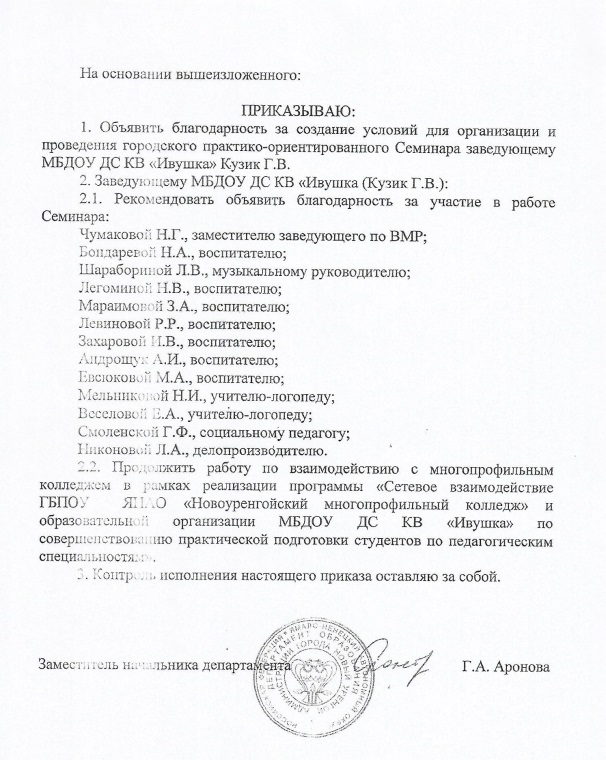 На основании вышеизложенного:
ПРИКАЗЫВАЮ:
1. Объявить благодарность за создание условий для организации и
проведения городского практико-ориентированного Семинара заведующему
МБДОУ ДС КВ «Ивушка» Кузик Г.В.
2. Заведующему МБДОУ ДС КВ «Ивушка (Кузик Г.В.):
2.1. Рекомендовать объявить благодарность за участие в работе
Семинара:
Чумаковой Н.Г., заместителю заведующего по ВМР;
Бондаревой Н.А., воспитателю;
Шарабориной Л.В., музыкальному руководителю;
Легоминой Н.В., воспитателю;
Мараимовой З.А., воспитателю;
Левиновой Р.Р., воспитателю;
Захаровой И.В., воспитателю;
Андрощук А.И., воспитателю;
Евсюковой М.А., воспитателю;
Мельниковой Н.И., учителю-логопеду;
Веселовой Е.А., учителю-логопеду;
Смоленской Г.Ф., социальному педагогу;
Никоновой Л.А., делопроизводителю.
2.2. Продолжить работу по взаимодействию с многопрофильным
колледжем в рамках реализации программы «Сетевое взаимодействие
ГБПОУ ЯНАО «Новоуренгойский многопрофильный колледж» и
образовательной организации МБДОУ ДС КВ «Ивушка» по
совершенствованию практической подготовки студентов по педагогическим
специальностям».
3. Контроль исполнения настоящего приказа оставляю за собой.
Заместитель начальника департамента Г.А. Аронова
ДЕПАРТАМЕНТ ОБРАЗОВАНИЯ
АДМИНИСТРАЦИИ ГОРОДА НОВЫЙ УРЕНГОЙ